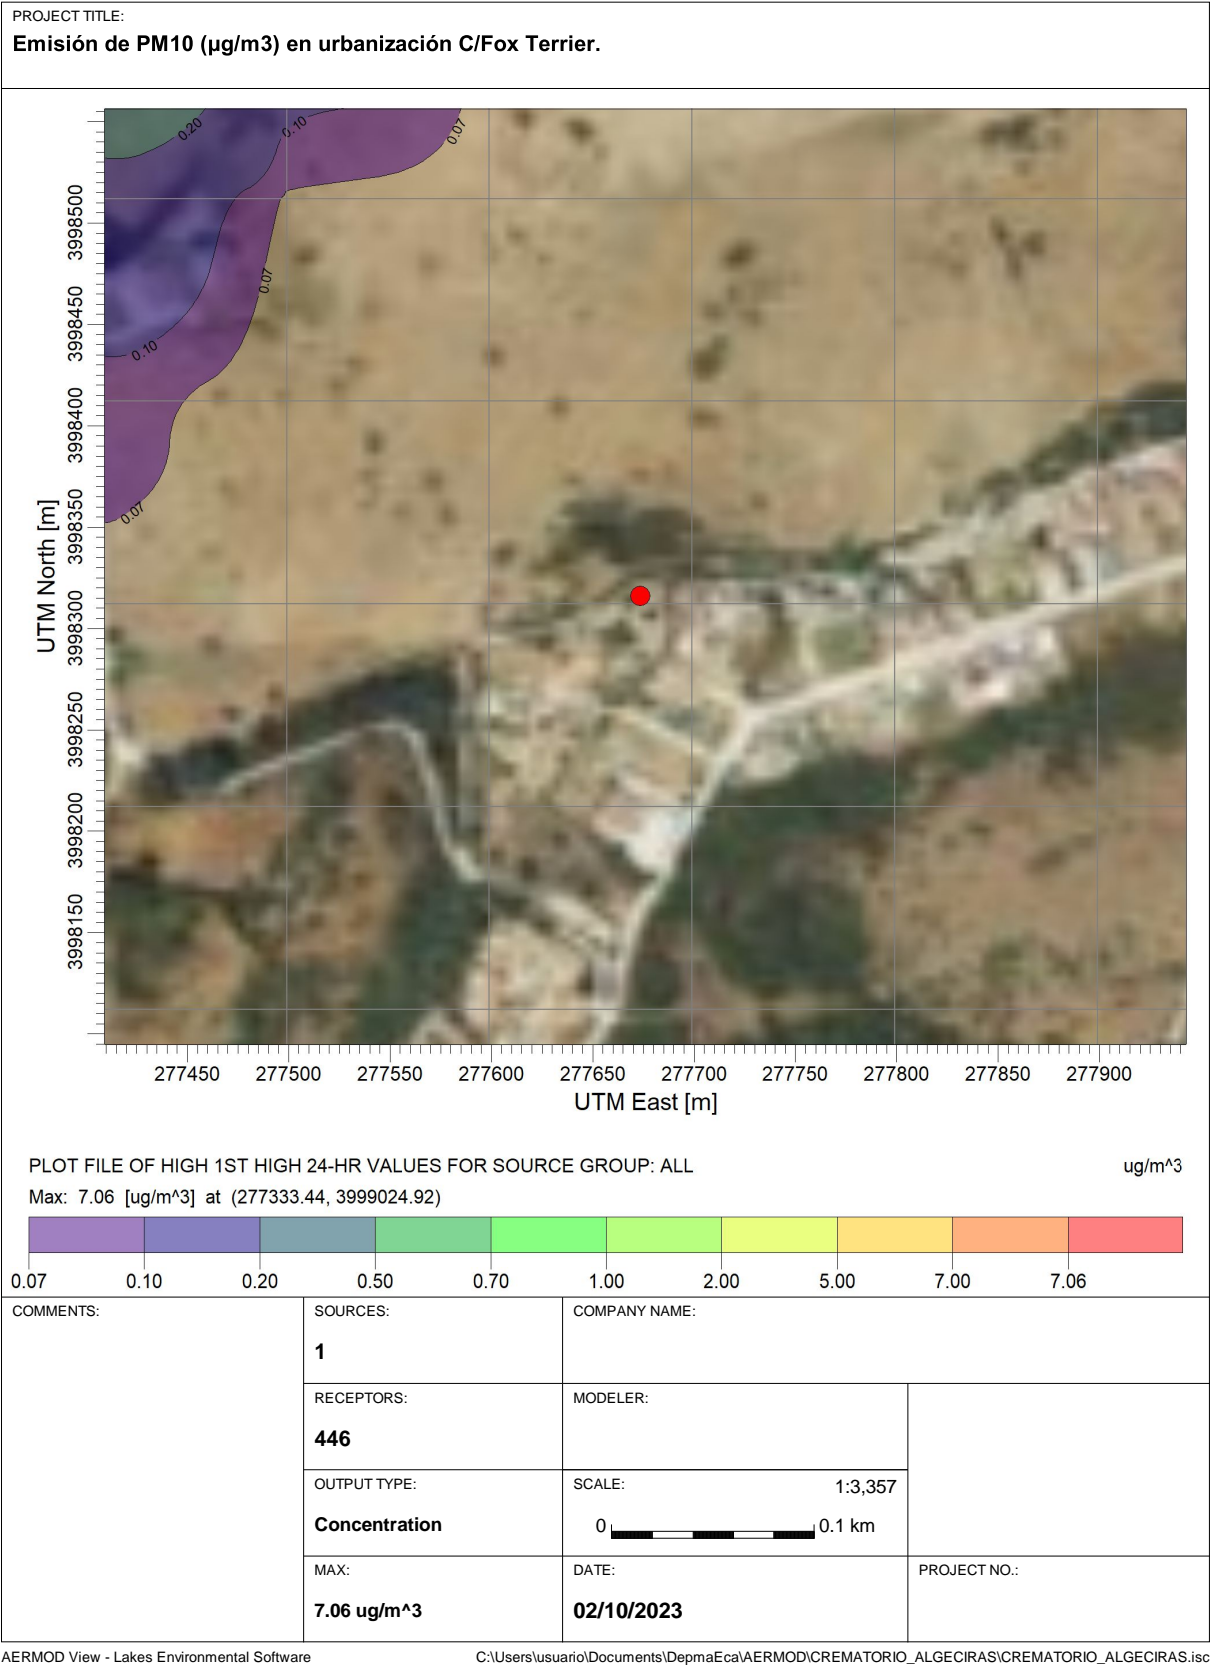 PROJECT TITLE:
Emisión de PM10 (µg/m3) en urbanización C/Fox Terrier.
0.20
0.10
0.07
0.07
0.10
0.07
UTM North [m]
3998500
3998450
3998400
3998350
3998300
3998250
3998200
3998150
277450 277500 277550 277600 277650 277700 277750 277800 277850 277900
UTM East [m]
PLOT FILE OF HIGH 1ST HIGH 24-HR VALUES FOR SOURCE GROUP: ALL ug/m^3
Max: 7.06 [ug/m^3] at (277333.44, 3999024.92)
0.07 0.10 0.20 0.50 0.70 1.00 2.00 5.00 7.00 7.06
COMMENTS:
SOURCES:
1
COMPANY NAME:
RECEPTORS:
446
MODELER:
OUTPUT TYPE:
Concentration
SCALE: 1:3,357
0 0.1 km
MAX:
7.06 ug/m^3
DATE:
02/10/2023
PROJECT NO.:
AERMOD View - Lakes Environmental Software C:\Users\usuario\Documents\DepmaEca\AERMOD\CREMATORIO_ALGECIRAS\CREMATORIO_ALGECIRAS.isc